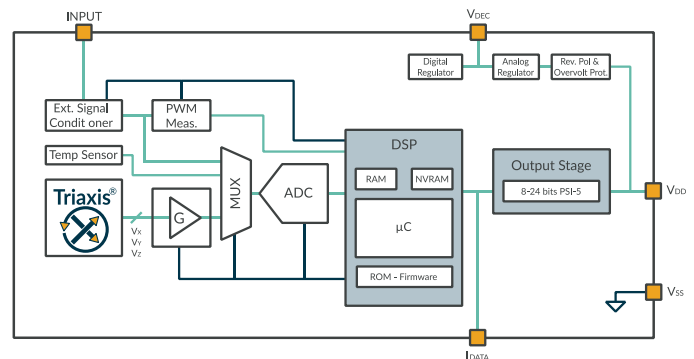 INPUT
VDEC
Digital
Regulator
Analog
Regulator
Rev. Pol &
Overvolt Prot.
Ext. Signal
Condit oner
PWM
Meas.
Temp Sensor
Triaxis®
VX
VY
VZ
G
MUX
ADC
DSP
RAM
NVRAM
µC
ROM - Firmware
Output Stage
8-24 bits PSI-5
VDD
VSS
IDATA